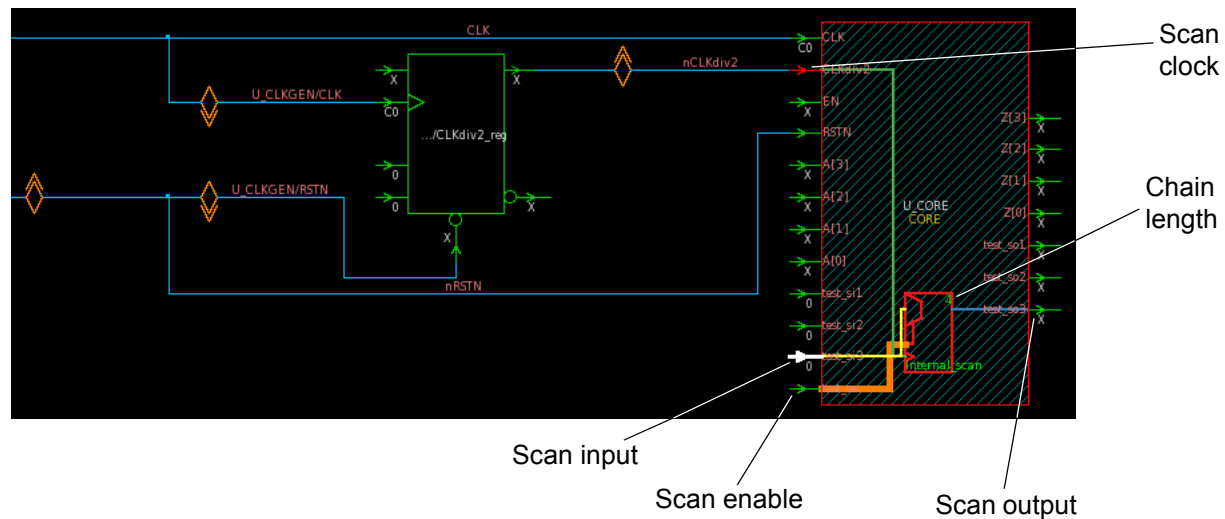 CLK
CLK
C0
Scan
clock
nCLKdiv2
CLKdiv2
X
X
U_CLKGEN/CLK
EN
X
C0
Z[3]
X
.../CLKdiv2_reg
RSTN
Z[2]
X
0
A[3]
X
Z[1]
X
U_CLKGEN/RSTN
0
X
A[2]
X
U_CORE
CORE
Z[0]
X
Chain
length
X
A[1]
X
test_so1
X
A[0]
X
test_so2
X
nRSTN
test_si1
0
4
test_so3
X
test_si2
0
test_si3
0
internal_scan
Scan input
Scan enable
Scan output